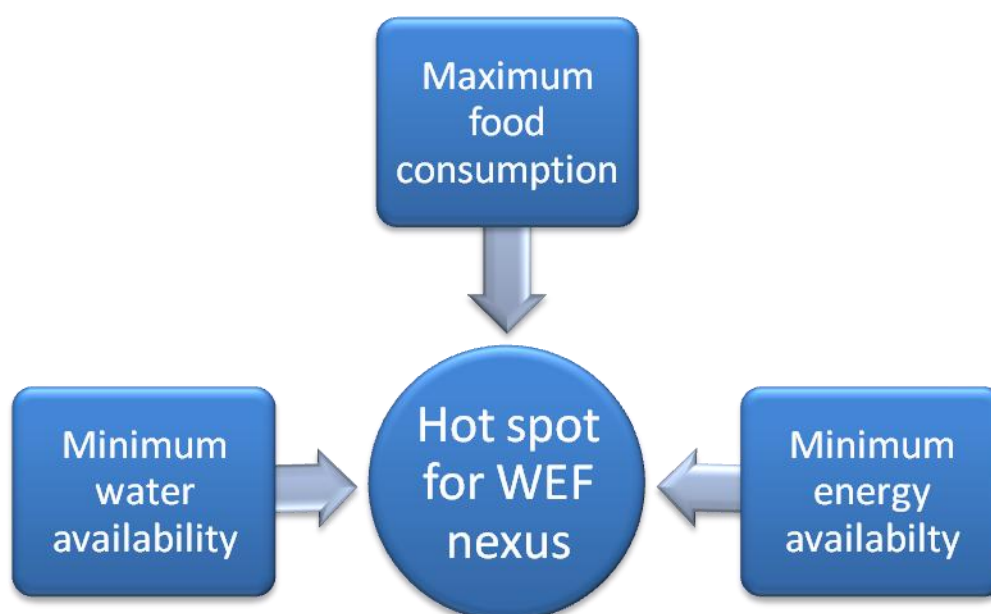 Maximum
food
consumption
Hot spot
for WEF
nexus
Minimum
water
availability
Minimum
energy
availabilty